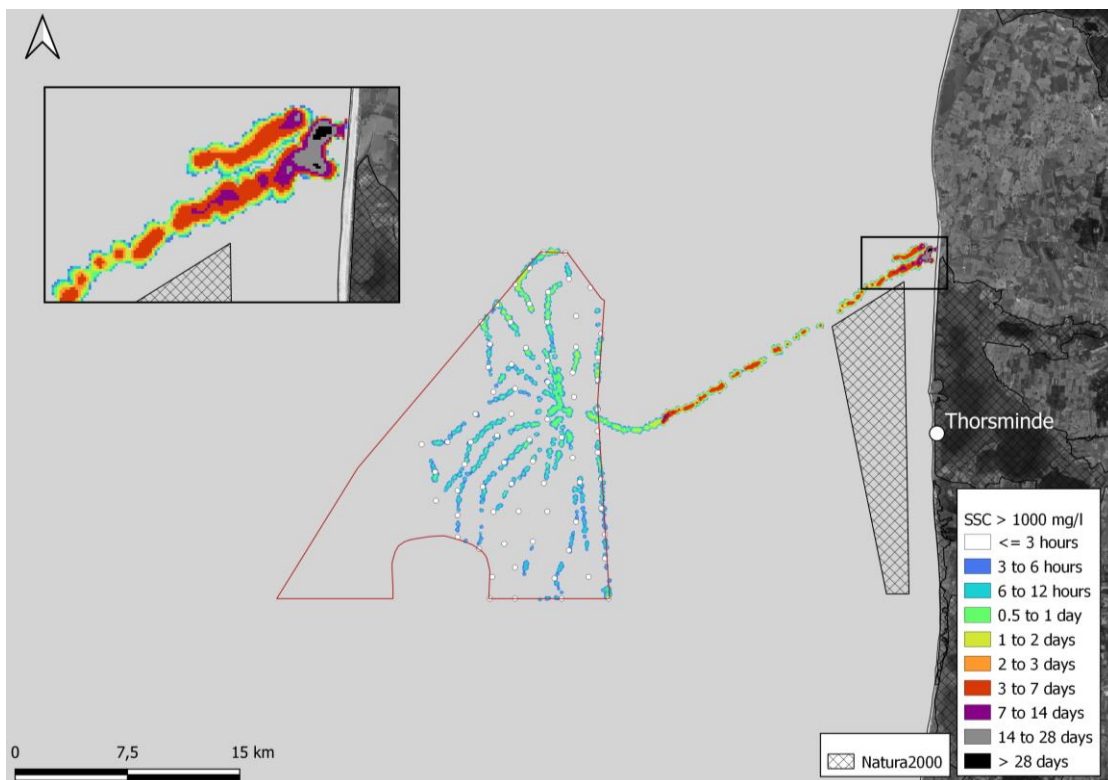 Thorsminde
SSC > 1000 mg/l
<= 3 hours
3 to 6 hours
6 to 12 hours
0.5 to 1 day
1 to 2 days
2 to 3 days
3 to 7 days
7 to 14 days
14 to 28 days
> 28 days
Natura2000
0 7,5 15 km